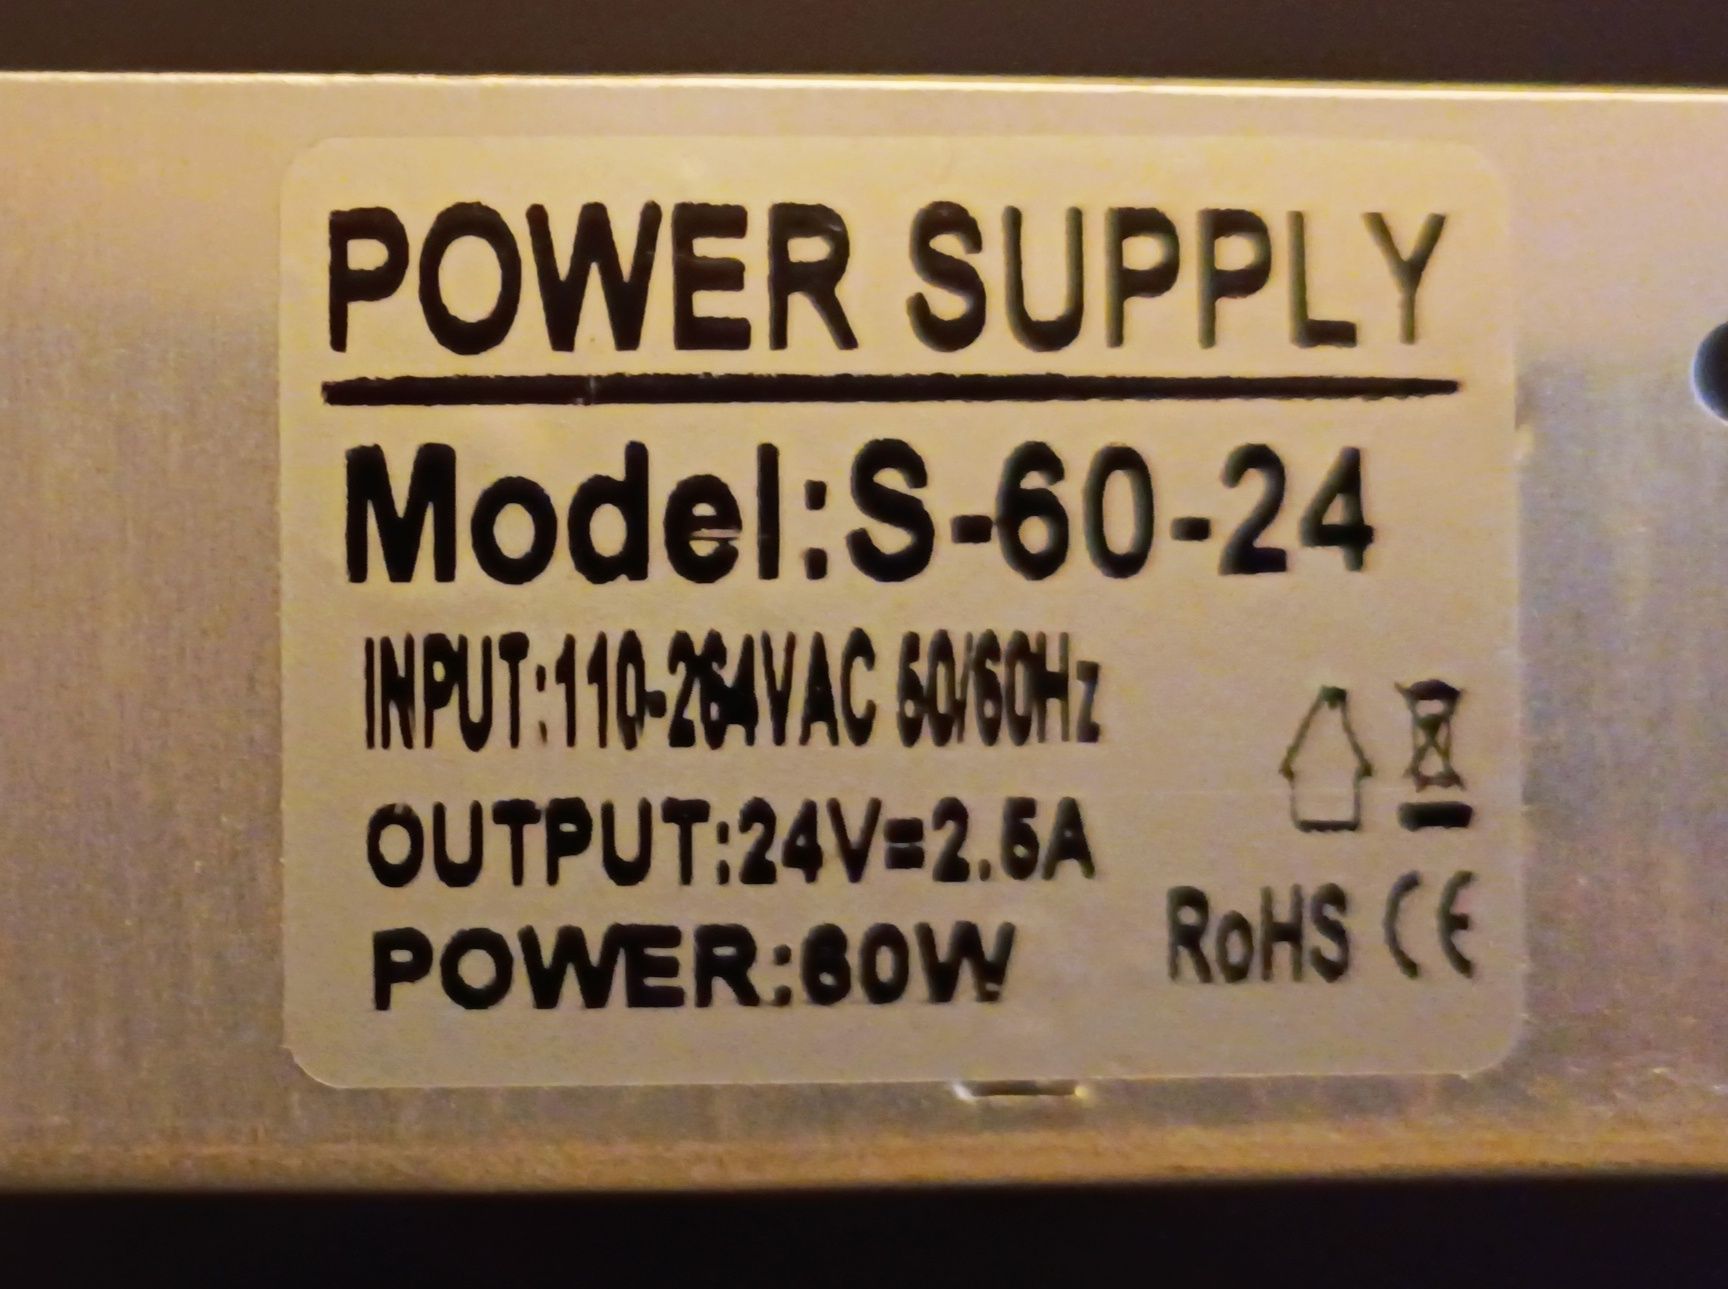 POWER SUPPLY
Model:S-60-24
INPUT:110-264VAC 50/60Hz
OUTPUT:24V=2.5A
POWER:60W
RoHS CE